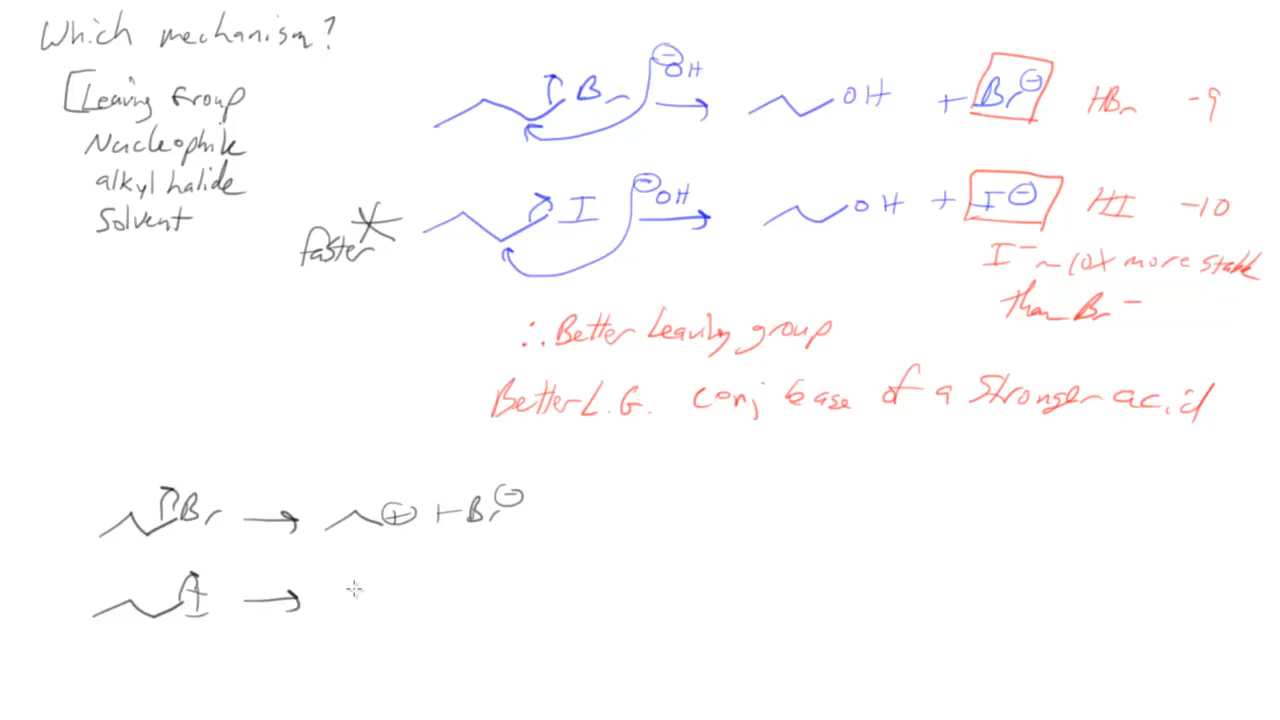 Which mechanism?
[Leaving Group
Nucleophile
alkyl halide
Solvent
Br ⊖OH → OH + Br⊖ HBr -9
faster
I ⊖OH → OH + I⊖ HI -10
I⁻ ~10x more stable
than Br⁻
∴ Better Leaving group
Better L.G. conj base of a stronger acid
Br → ⊕ + Br⊖
I →